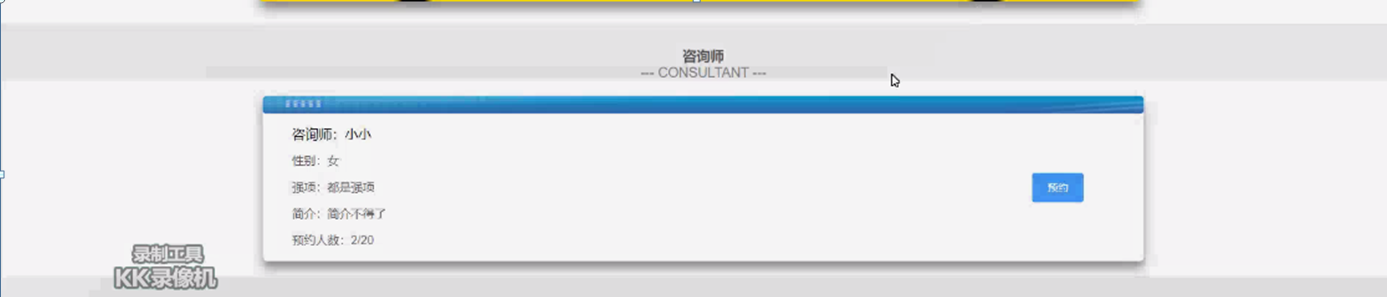 咨询师
--- CONSULTANT ---
咨询师：小小
性别：女
强项：都是强项
预约
简介：简介不得了
预约人数：2/20
录制工具
KK录像机